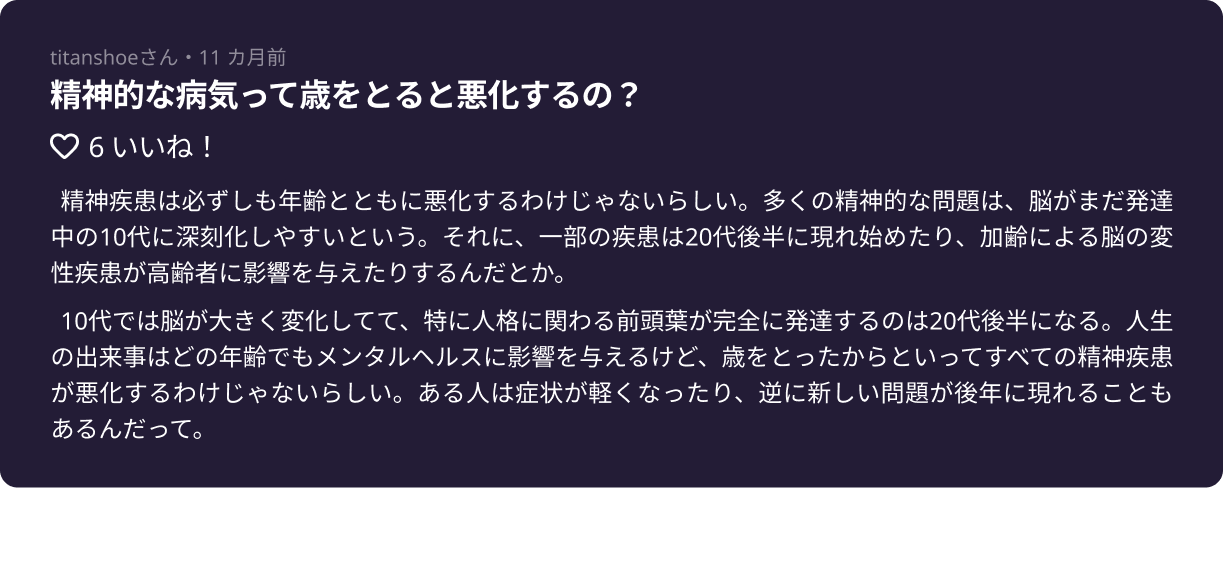 titanshoeさん・11 カ月前
精神的な病気って歳をとると悪化するの？
6 いいね！
精神疾患は必ずしも年齢とともに悪化するわけじゃないらしい。多くの精神的な問題は、脳がまだ発達
中の10代に深刻化しやすいという。それに、一部の疾患は20代後半に現れ始めたり、加齢による脳の変
性疾患が高齢者に影響を与えたりするんだとか。
10代では脳が大きく変化してて、特に人格に関わる前頭葉が完全に発達するのは20代後半になる。人生
の出来事はどの年齢でもメンタルヘルスに影響を与えるけど、歳をとったからといってすべての精神疾患
が悪化するわけじゃないらしい。ある人は症状が軽くなったり、逆に新しい問題が後年に現れることも
あるんだって。